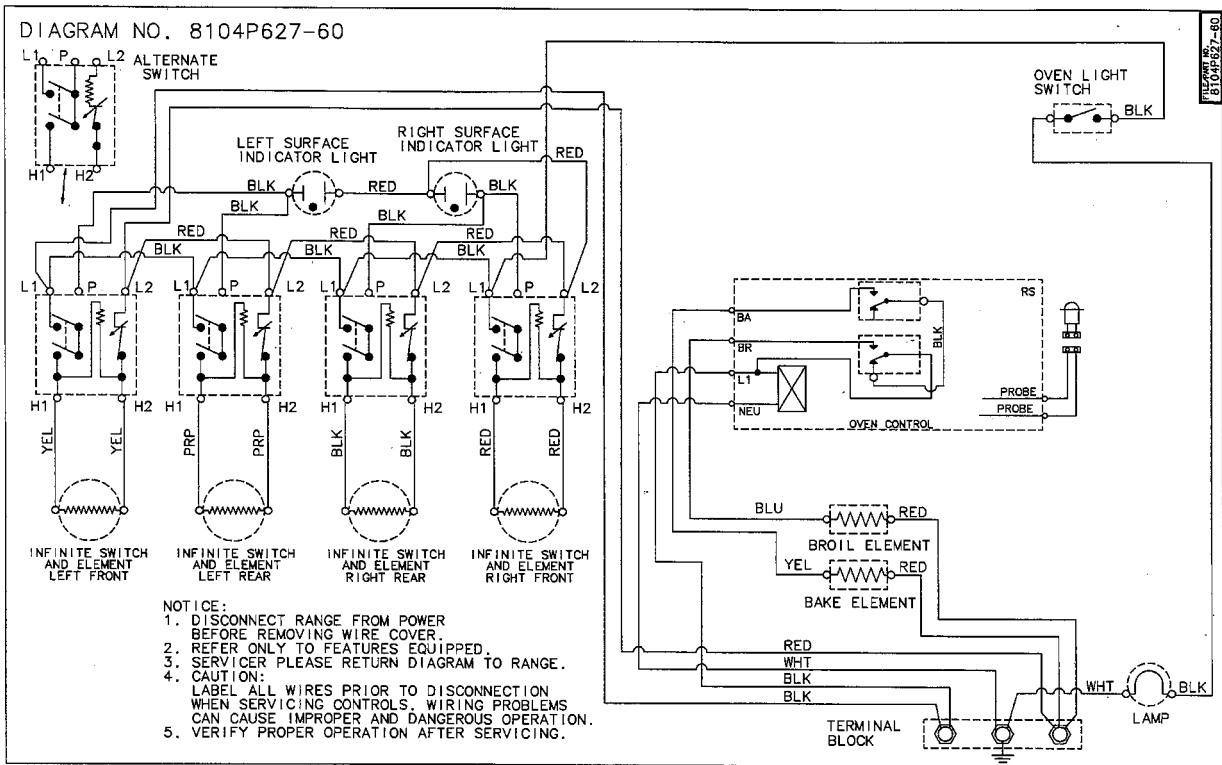 DIAGRAM NO. 8104P627-60
FILE/PART NO.
8104P627-60
L1 P L2
ALTERNATE
SWITCH
H1 H2
OVEN LIGHT
SWITCH
BLK
LEFT SURFACE
INDICATOR LIGHT
RIGHT SURFACE
INDICATOR LIGHT
RED
BLK
RED
BLK
BLK
BLK
RED
RED
RED
BLK
BLK
BLK
L1 P L2
L1 P L2
L1 P L2
L1 P L2
H1 H2
H1 H2
H1 H2
H1 H2
YEL YEL
PRP PRP
BLK BLK
RED RED
INFINITE SWITCH
AND ELEMENT
LEFT FRONT
INFINITE SWITCH
AND ELEMENT
LEFT REAR
INFINITE SWITCH
AND ELEMENT
RIGHT REAR
INFINITE SWITCH
AND ELEMENT
RIGHT FRONT
RS
BA
BR
L1
NEU
BLK
PROBE
PROBE
OVEN CONTROL
BLU
RED
BROIL ELEMENT
YEL
RED
BAKE ELEMENT
RED
WHT
BLK
BLK
WHT
BLK
LAMP
TERMINAL
BLOCK
NOTICE:
1. DISCONNECT RANGE FROM POWER
BEFORE REMOVING WIRE COVER.
2. REFER ONLY TO FEATURES EQUIPPED.
3. SERVICER PLEASE RETURN DIAGRAM TO RANGE.
4. CAUTION:
LABEL ALL WIRES PRIOR TO DISCONNECTION
WHEN SERVICING CONTROLS. WIRING PROBLEMS
CAN CAUSE IMPROPER AND DANGEROUS OPERATION.
5. VERIFY PROPER OPERATION AFTER SERVICING.